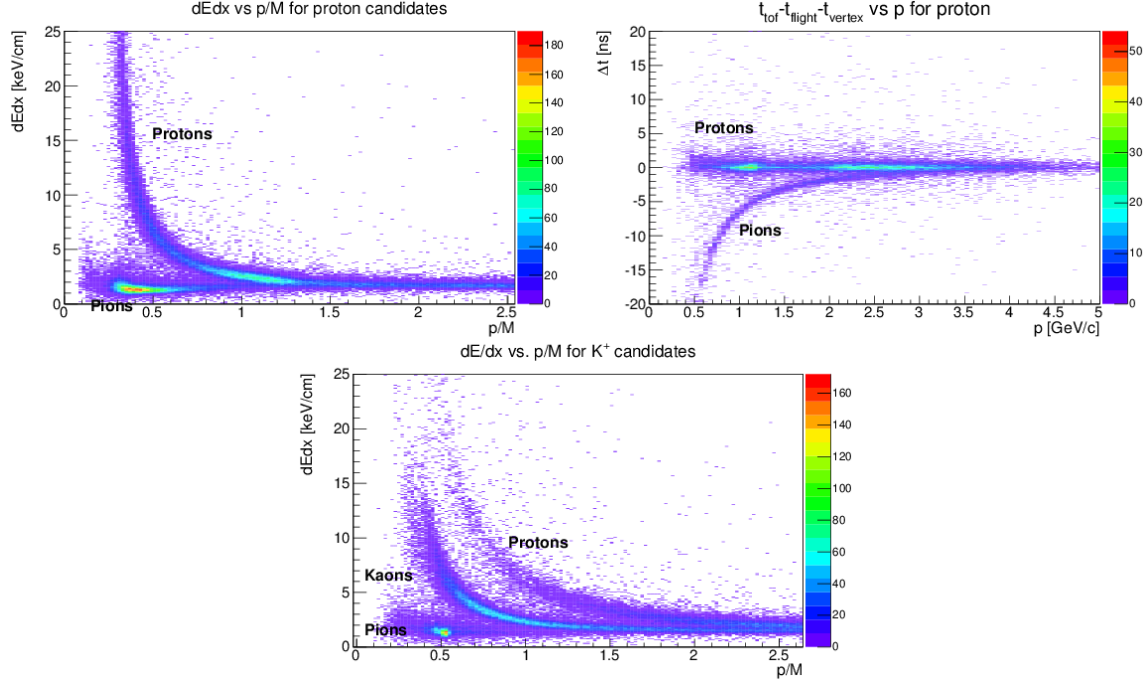 dEdx vs p/M for proton candidates
dEdx [keV/cm]
25
20
15
10
5
0
Protons
Pions
0 0.5 1 1.5 2 2.5
p/M
180
160
140
120
100
80
60
40
20
0
t_tof-t_flight-t_vertex vs p for proton
Δt [ns]
20
15
10
5
0
-5
-10
-15
-20
Protons
Pions
0 0.5 1 1.5 2 2.5 3 3.5 4 4.5 5
p [GeV/c]
50
40
30
20
10
0
dE/dx vs. p/M for K⁺ candidates
dEdx [keV/cm]
25
20
15
10
5
0
Protons
Kaons
Pions
0 0.5 1 1.5 2 2.5
p/M
160
140
120
100
80
60
40
20
0